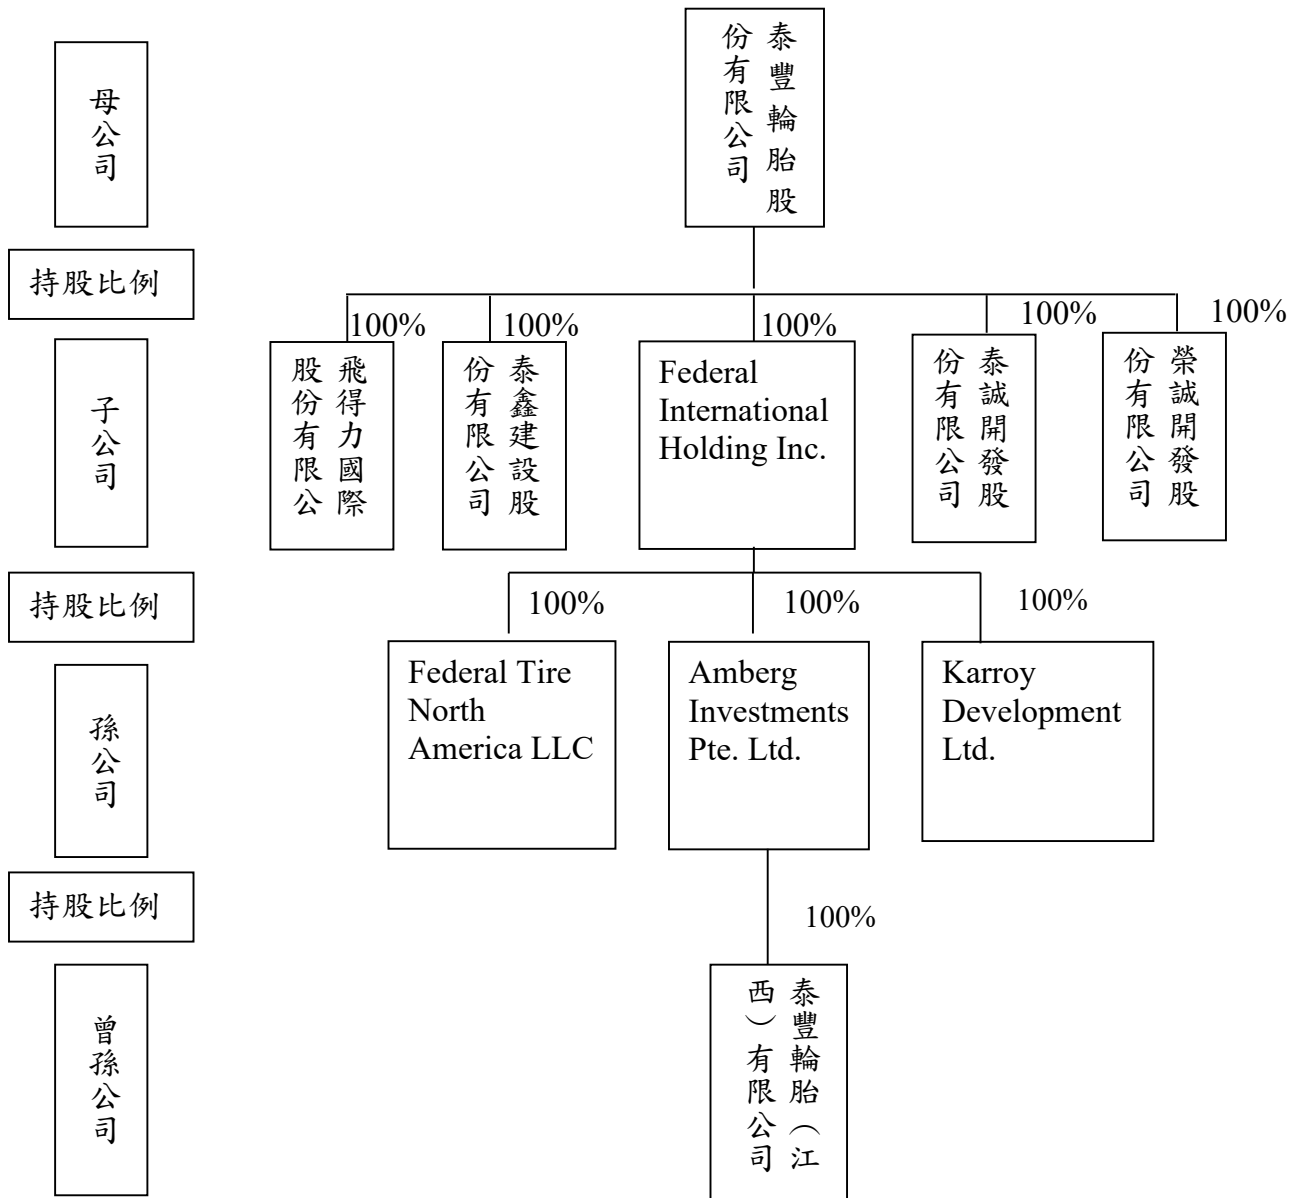 母公司
泰豐輪胎股
份有限公司
持股比例
100%
100%
100%
100%
100%
子公司
飛得力國際
股份有限公
泰鑫建設股
份有限公司
Federal
International
Holding Inc.
泰誠開發股
份有限公司
榮誠開發股
份有限公司
持股比例
100%
100%
100%
孫公司
Federal Tire
North
America LLC
Amberg
Investments
Pte. Ltd.
Karroy
Development
Ltd.
持股比例
100%
曾孫公司
泰豐輪胎（江
西）有限公司